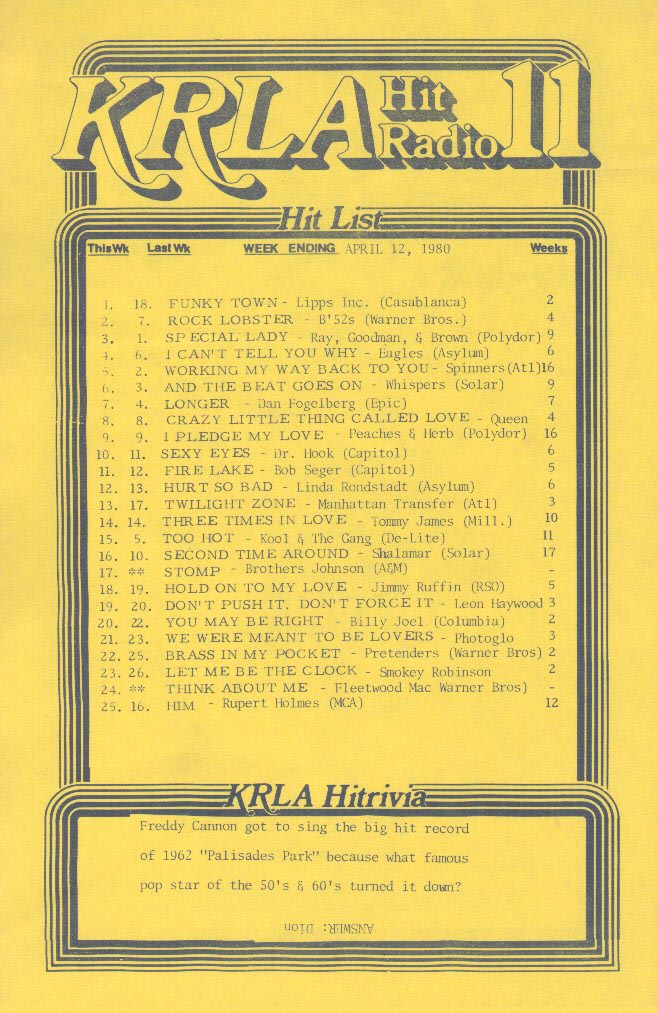 KRLA Hit Radio 11
Hit List
This Wk Last Wk WEEK ENDING APRIL 12, 1980 Weeks
1. 18. FUNKY TOWN - Lipps Inc. (Casablanca) 2
2. 7. ROCK LOBSTER - B'52s (Warner Bros.) 4
3. 1. SPECIAL LADY - Ray, Goodman, & Brown (Polydor) 9
4. 6. I CAN'T TELL YOU WHY - Eagles (Asylum) 6
5. 2. WORKING MY WAY BACK TO YOU - Spinners (Atl) 16
6. 3. AND THE BEAT GOES ON - Whispers (Solar) 9
7. 4. LONGER - Dan Fogelberg (Epic) 7
8. 8. CRAZY LITTLE THING CALLED LOVE - Queen 4
9. 9. I PLEDGE MY LOVE - Peaches & Herb (Polydor) 16
10. 11. SEXY EYES - Dr. Hook (Capitol) 6
11. 12. FIRE LAKE - Bob Seger (Capitol) 5
12. 13. HURT SO BAD - Linda Rondstadt (Asylum) 6
13. 17. TWILIGHT ZONE - Manhattan Transfer (Atl) 3
14. 14. THREE TIMES IN LOVE - Tommy James (Mill.) 10
15. 5. TOO HOT - Kool & The Gang (De-Lite) 11
16. 10. SECOND TIME AROUND - Shalamar (Solar) 17
17. ** STOMP - Brothers Johnson (A&M) -
18. 19. HOLD ON TO MY LOVE - Jimmy Ruffin (RSO) 5
19. 20. DON'T PUSH IT, DON'T FORCE IT - Leon Haywood 3
20. 22. YOU MAY BE RIGHT - Billy Joel (Columbia) 2
21. 23. WE WERE MEANT TO BE LOVERS - Photoglo 3
22. 25. BRASS IN MY POCKET - Pretenders (Warner Bros) 2
23. 26. LET ME BE THE CLOCK - Smokey Robinson 2
24. ** THINK ABOUT ME - Fleetwood Mac Warner Bros) -
25. 16. HIM - Rupert Holmes (MCA) 12
KRLA Hitrivia
Freddy Cannon got to sing the big hit record
of 1962 "Palisades Park" because what famous
pop star of the 50's & 60's turned it down?
ANSWER: Dion